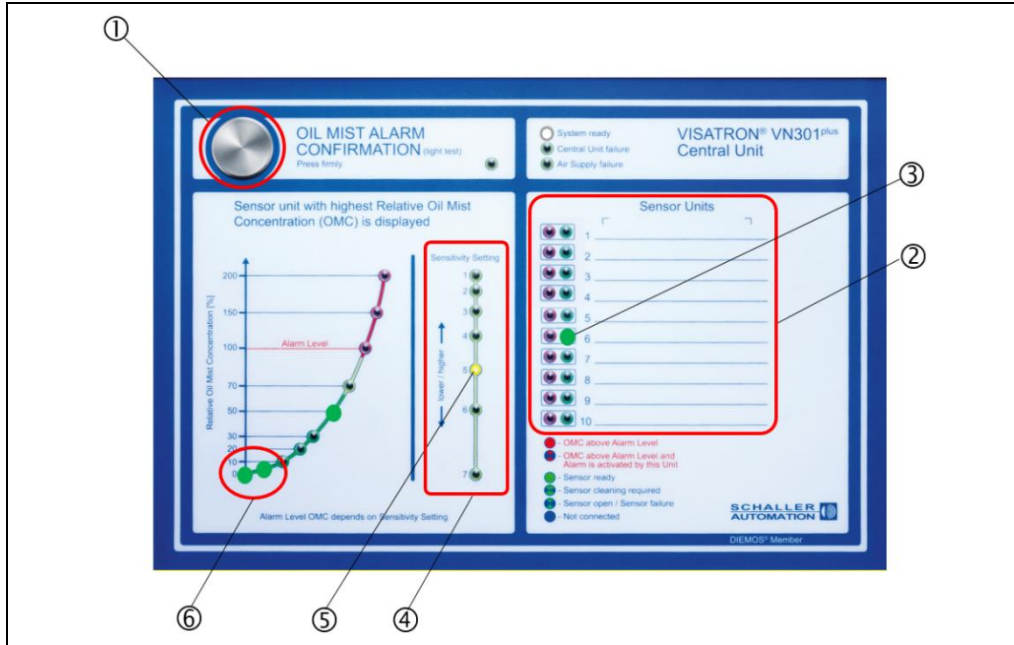 ①
OIL MIST ALARM
CONFIRMATION (light test)
Press firmly
System ready
Central Unit failure
Air Supply failure
VISATRON® VN301plus
Central Unit
③
Sensor unit with highest Relative Oil Mist
Concentration (OMC) is displayed
Relative Oil Mist Concentration [%]
200
150
100
70
50
30
20
10
0
Alarm Level
Sensitivity Setting
1
2
3
4
5
6
7
lower / higher
Alarm Level OMC depends on Sensitivity Setting
Sensor Units
1
2
3
4
5
6
7
8
9
10
②
- OMC above Alarm Level
- OMC above Alarm Level and
Alarm is activated by this Unit
- Sensor ready
- Sensor cleaning required
- Sensor open / Sensor failure
- Not connected
SCHALLER
AUTOMATION
DIEMOS® Member
⑥
⑤
④